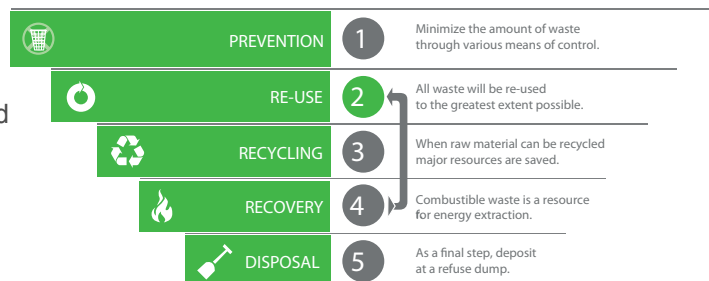 PREVENTION
1
Minimize the amount of waste
through various means of control.
RE-USE
2
All waste will be re-used
to the greatest extent possible.
d
RECYCLING
3
When raw material can be recycled
major resources are saved.
RECOVERY
4
Combustible waste is a resource
for energy extraction.
DISPOSAL
5
As a final step, deposit
at a refuse dump.